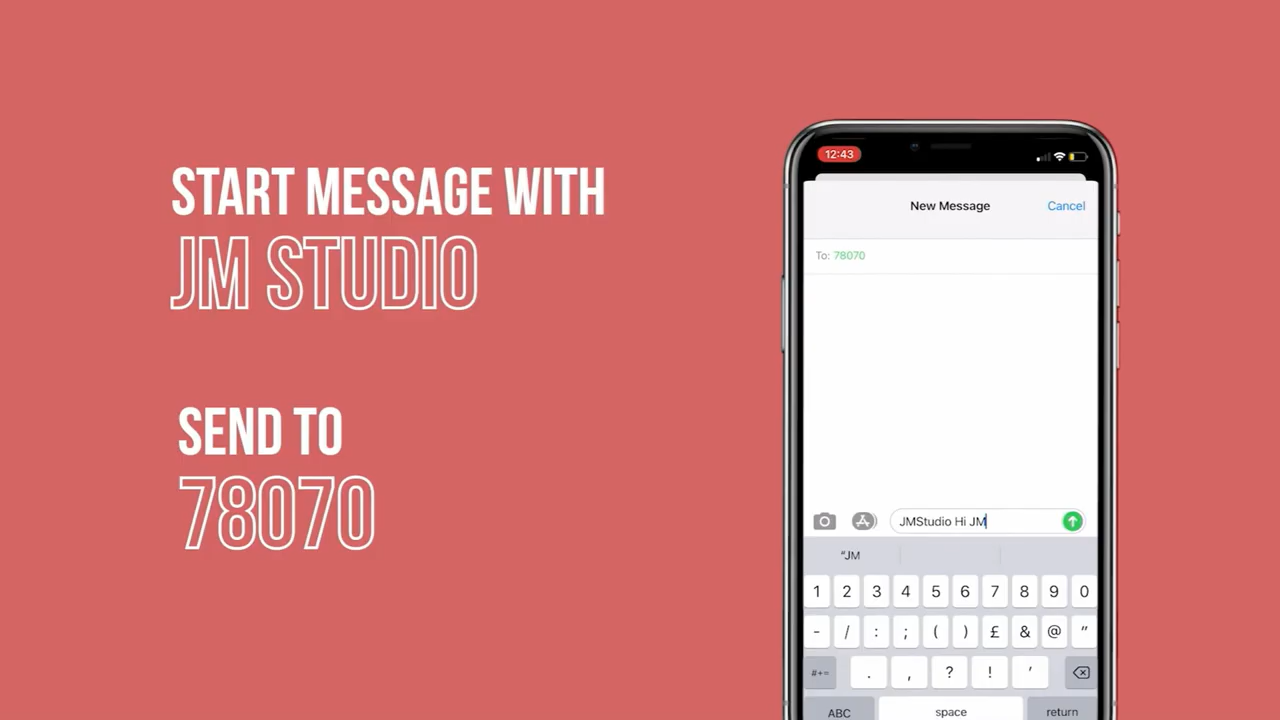 START MESSAGE WITH
JM STUDIO
SEND TO
78070
12:43
New Message
Cancel
To: 78070
JMStudio Hi JM
“JM
1 2 3 4 5 6 7 8 9 0
- / : ; ( ) £ & @ ”
#+= . , ? ! ’
ABC space return